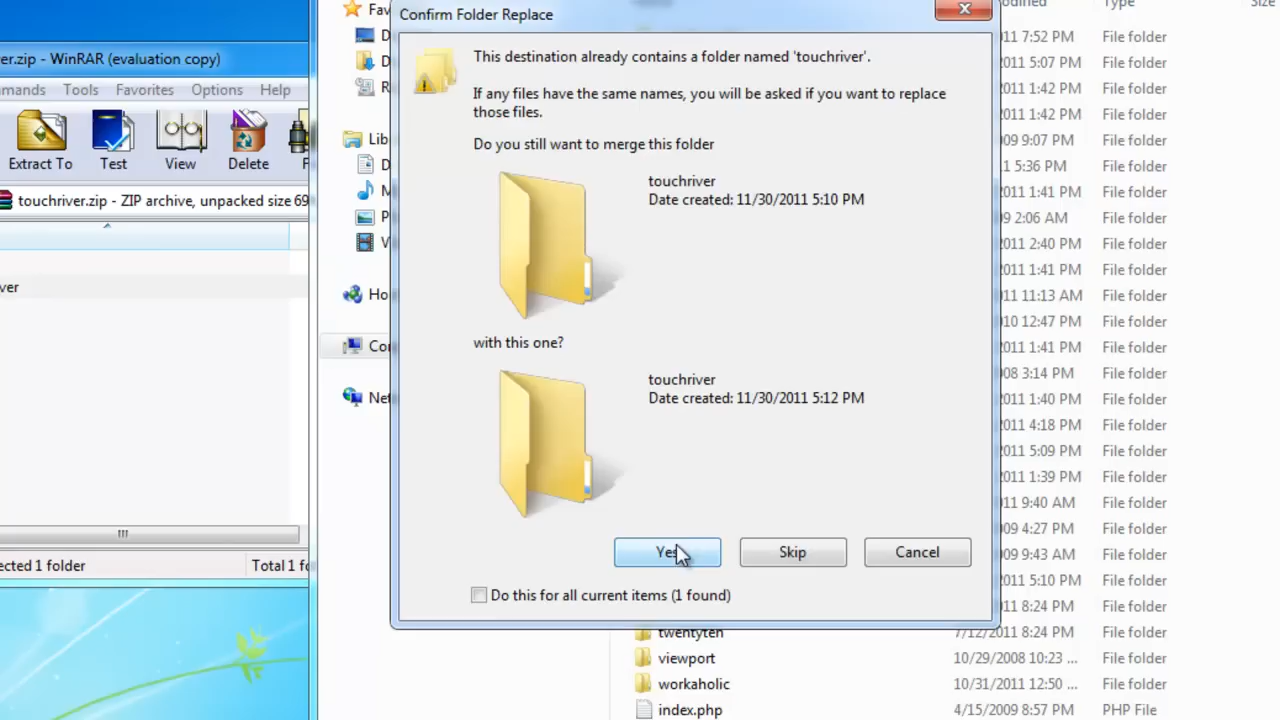 er.zip - WinRAR (evaluation copy)
mands Tools Favorites Options Help
Extract To Test View Delete
touchriver.zip - ZIP archive, unpacked size 69
ver
ected 1 folder Total 1 fo
Fav
D
D
R
Lib
D
M
P
V
Ho
Co
Net
Confirm Folder Replace
This destination already contains a folder named 'touchriver'.
If any files have the same names, you will be asked if you want to replace
those files.
Do you still want to merge this folder
touchriver
Date created: 11/30/2011 5:10 PM
with this one?
touchriver
Date created: 11/30/2011 5:12 PM
Yes Skip Cancel
Do this for all current items (1 found)
odified Type Size
011 7:52 PM File folder
011 5:07 PM File folder
011 1:42 PM File folder
011 1:42 PM File folder
009 9:07 PM File folder
11 5:36 PM File folder
011 1:41 PM File folder
09 2:06 AM File folder
2011 2:40 PM File folder
011 1:41 PM File folder
011 11:13 AM File folder
010 12:47 PM File folder
011 1:41 PM File folder
008 3:14 PM File folder
011 1:40 PM File folder
011 4:18 PM File folder
011 5:09 PM File folder
011 1:39 PM File folder
011 9:40 AM File folder
009 4:27 PM File folder
009 9:43 AM File folder
2011 5:10 PM File folder
011 8:24 PM File folder
twentyten 7/12/2011 8:24 PM File folder
viewport 10/29/2008 10:23 ... File folder
workaholic 10/31/2011 12:50 ... File folder
index.php 4/15/2009 8:57 PM PHP File